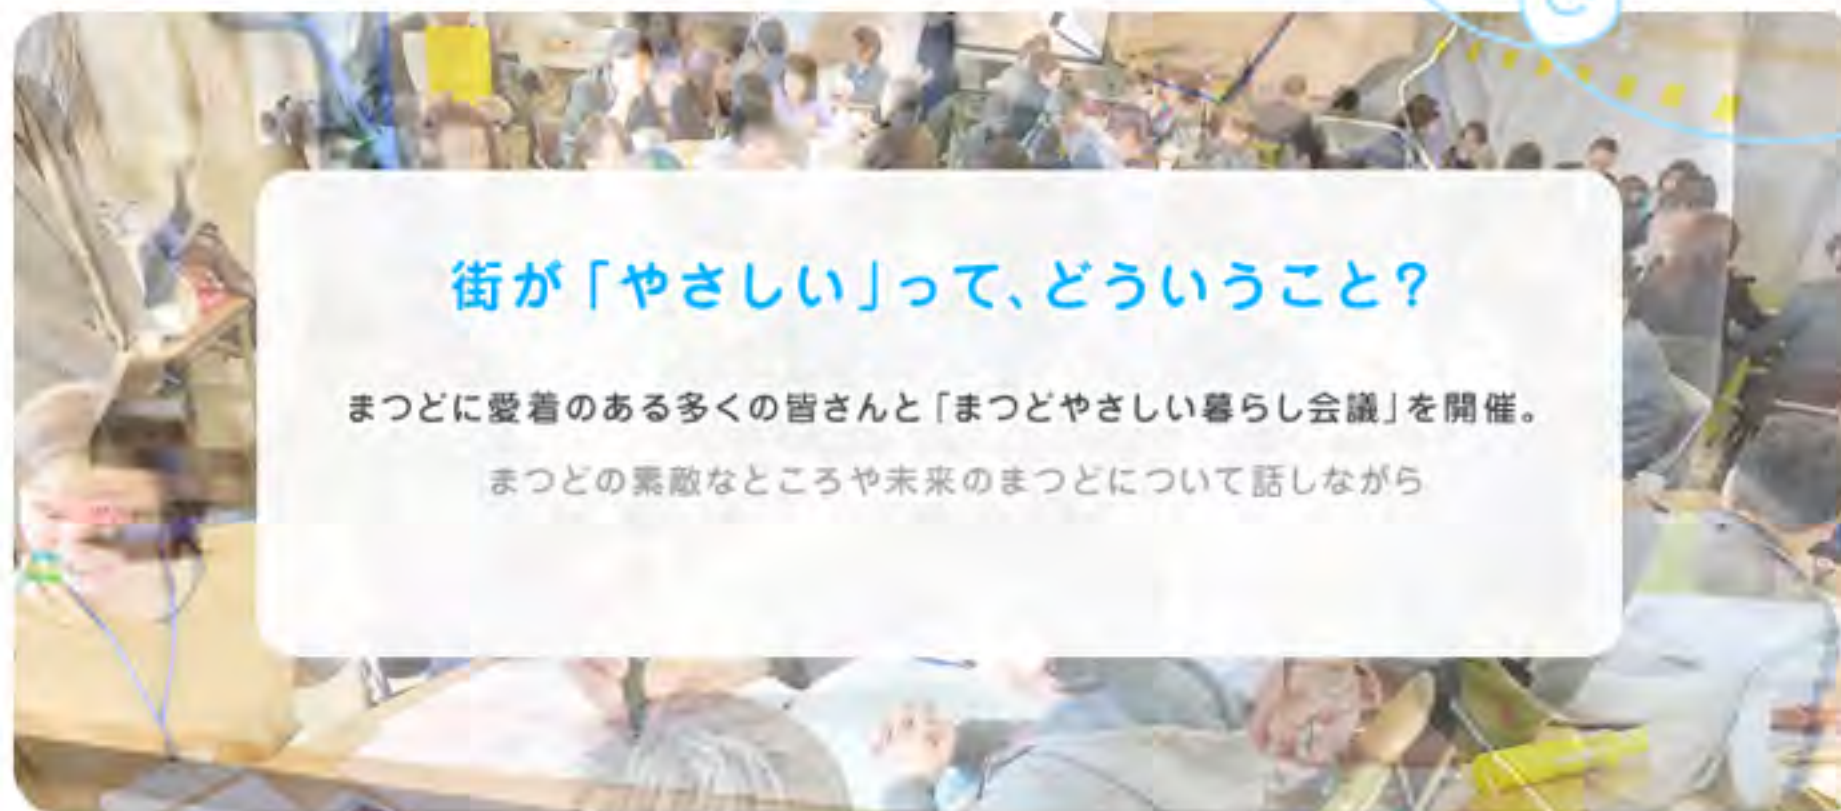 街が「やさしい」って、どういうこと？
まつどに愛着のある多くの皆さんと「まつどやさしい暮らし会議」を開催。
まつどの素敵なところや未来のまつどについて話しながら